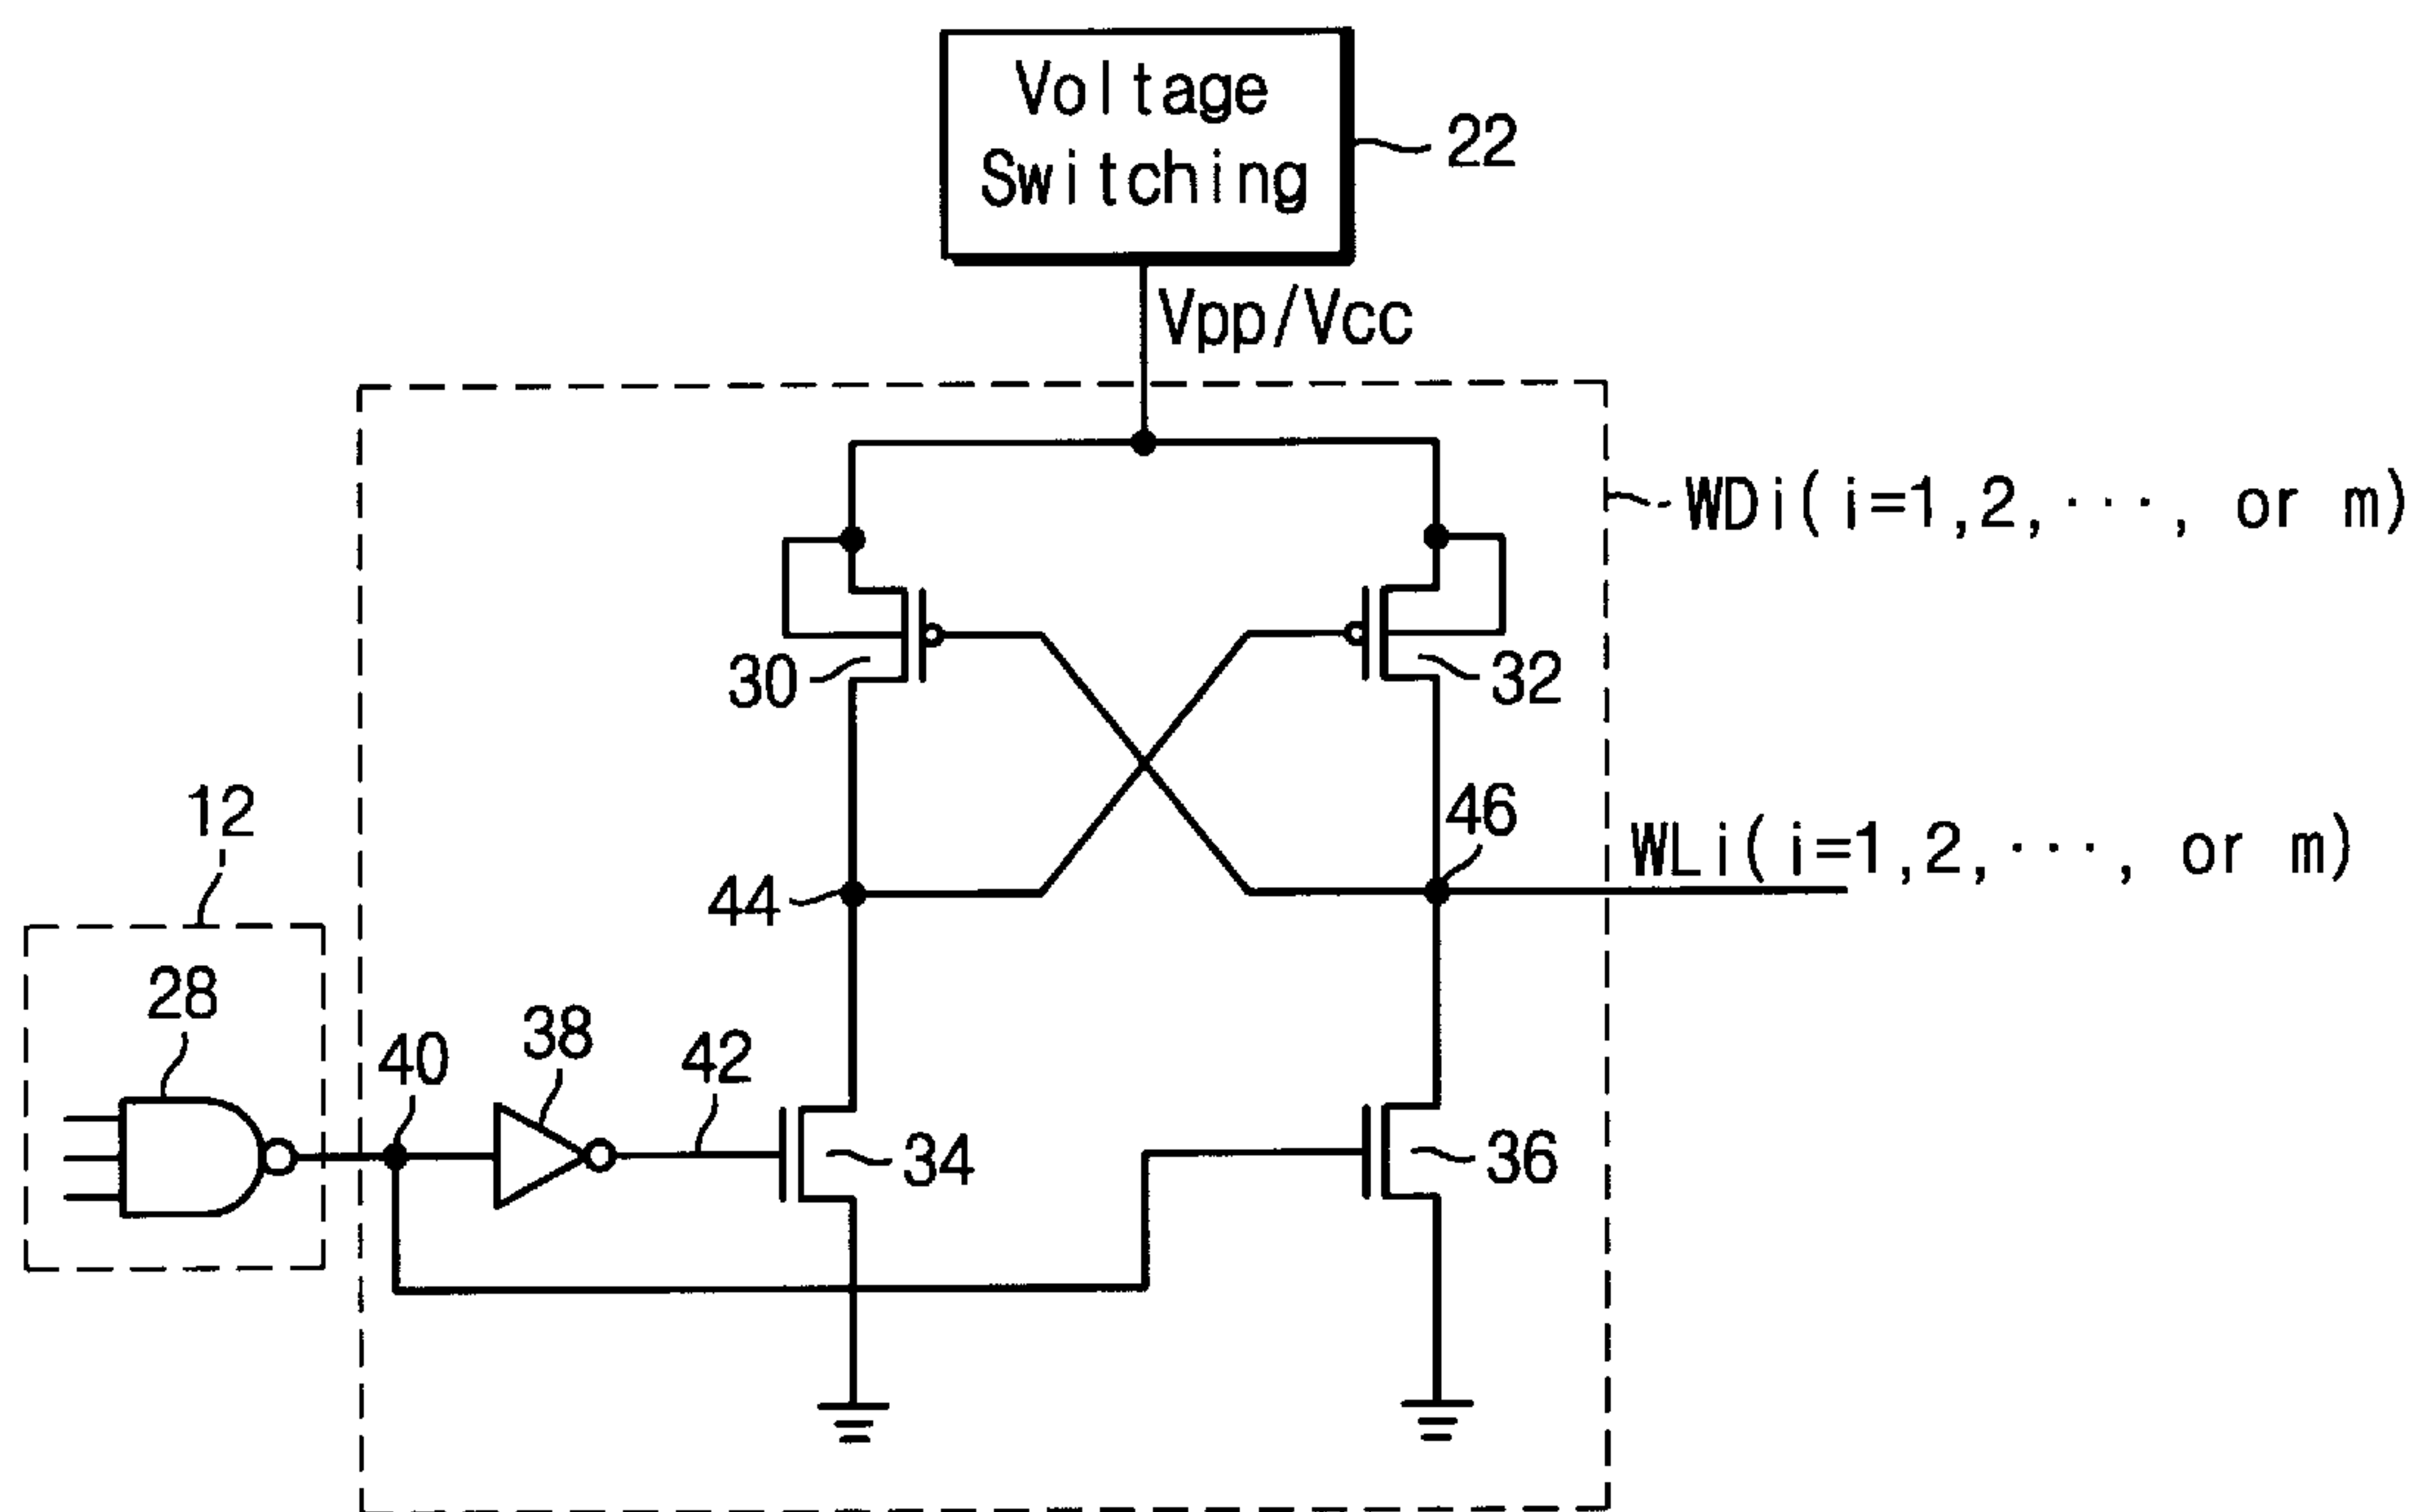 Voltage
Switching
22
Vpp/Vcc
WDi(i=1,2,···, or m)
30
32
12
46
WLi(i=1,2,···, or m)
44
28
40
38
42
34
36